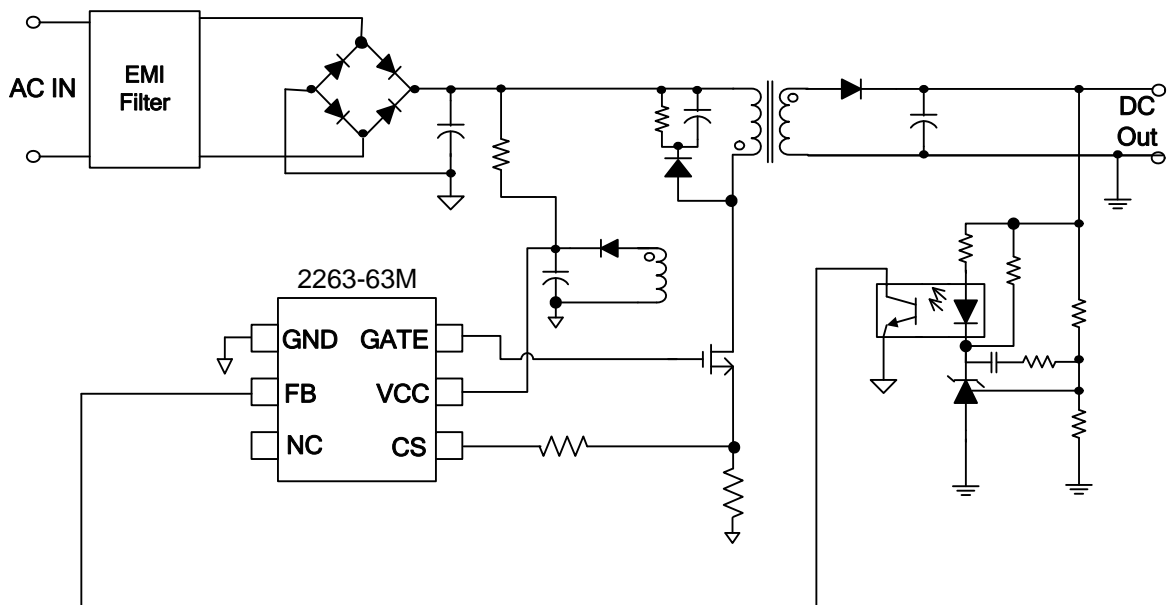 AC IN
EMI
Filter
DC
Out
2263-63M
GND GATE
FB VCC
NC CS